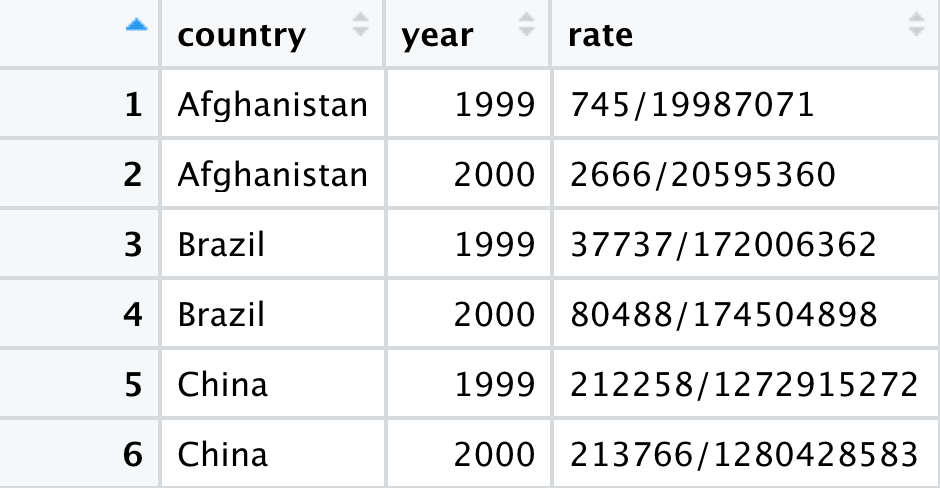 country year rate
1 Afghanistan 1999 745/19987071
2 Afghanistan 2000 2666/20595360
3 Brazil 1999 37737/172006362
4 Brazil 2000 80488/174504898
5 China 1999 212258/1272915272
6 China 2000 213766/1280428583